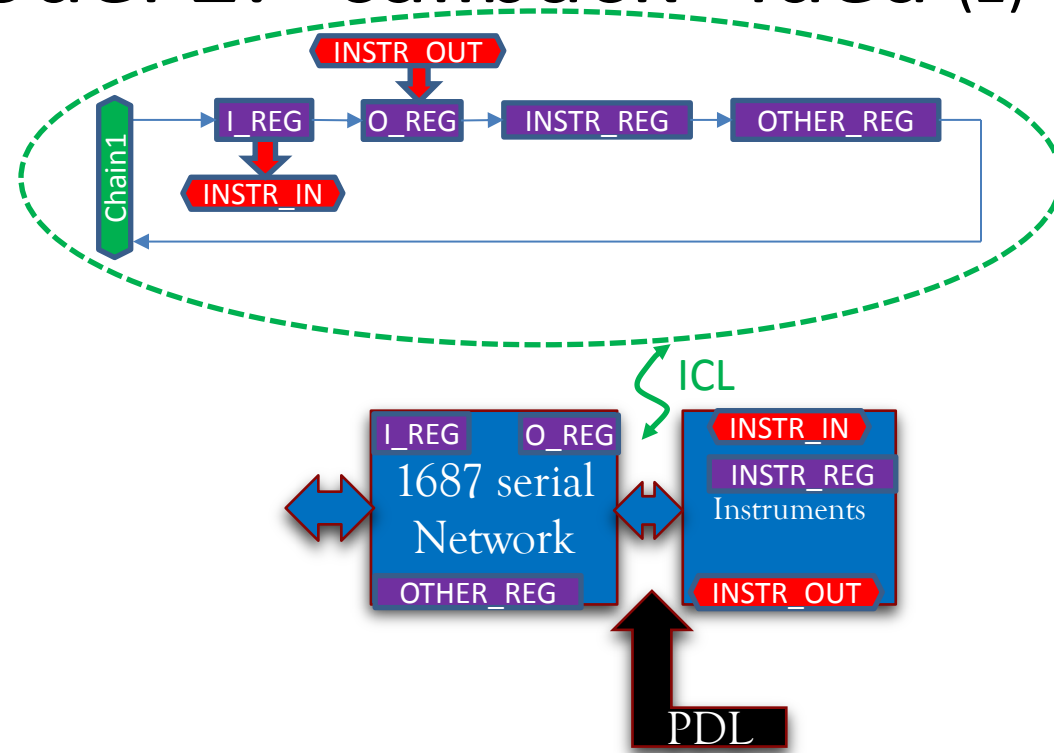 (1)
INSTR_OUT
I_REG
O_REG
INSTR_REG
OTHER_REG
Chain1
INSTR_IN
ICL
I_REG
O_REG
INSTR_IN
1687 serial
Network
INSTR_REG
Instruments
OTHER_REG
INSTR_OUT
PDL